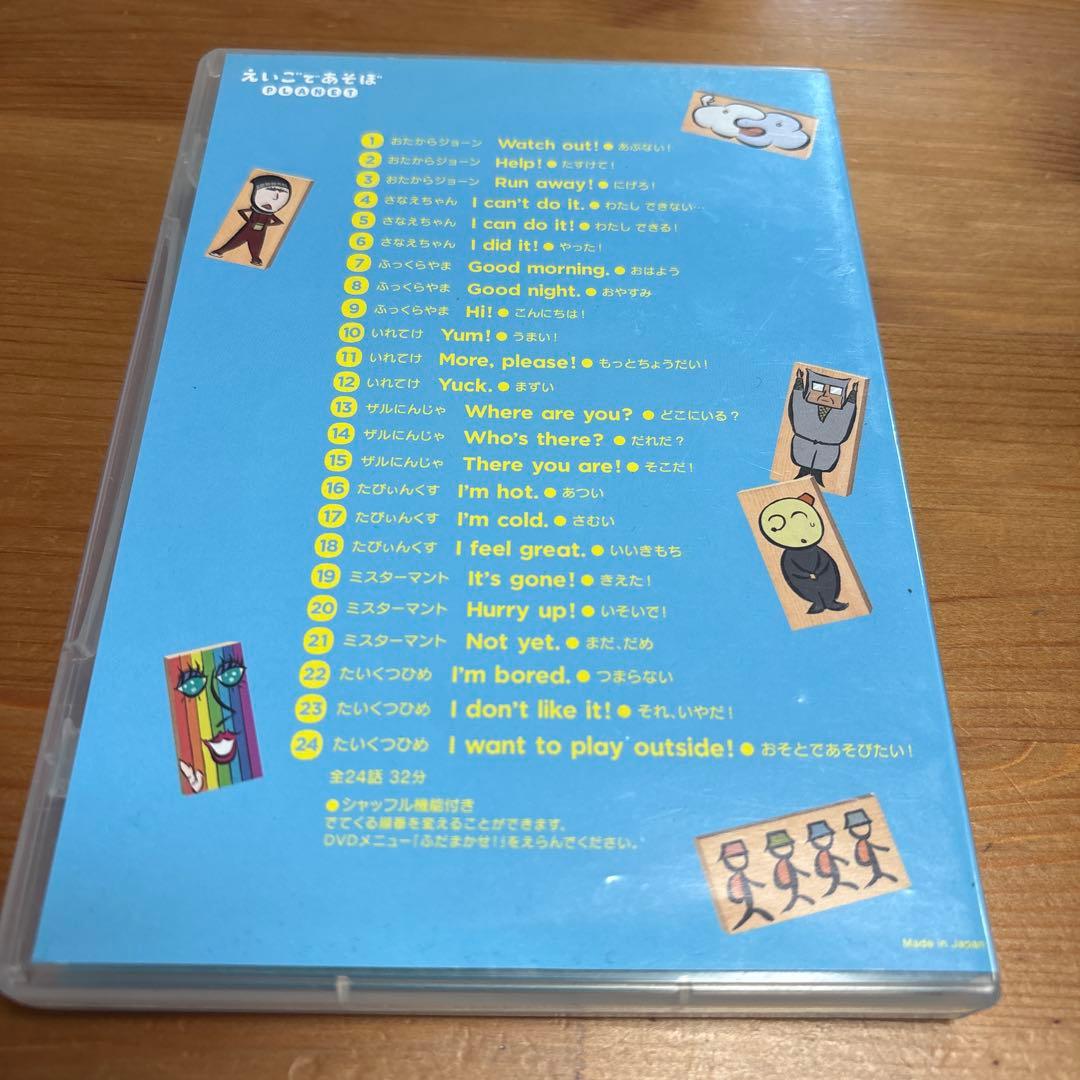 えいごであそぼ
PLANET
1 おたからジョーン Watch out! ● あぶない!
2 おたからジョーン Help! ● たすけて!
3 おたからジョーン Run away! ● にげろ!
4 さなえちゃん I can't do it. ● わたし できない…
5 さなえちゃん I can do it! ● わたし できる!
6 さなえちゃん I did it! ● やった!
7 ふっくらやま Good morning. ● おはよう
8 ふっくらやま Good night. ● おやすみ
9 ふっくらやま Hi! ● こんにちは!
10 いれてけ Yum! ● うまい!
11 いれてけ More, please! ● もっとちょうだい!
12 いれてけ Yuck. ● まずい
13 ザルにんじゃ Where are you? ● どこにいる?
14 ザルにんじゃ Who's there? ● だれだ?
15 ザルにんじゃ There you are! ● そこだ!
16 たびぃんくす I'm hot. ● あつい
17 たびぃんくす I'm cold. ● さむい
18 たびぃんくす I feel great. ● いいきもち
19 ミスターマント It's gone! ● きえた!
20 ミスターマント Hurry up! ● いそいで!
21 ミスターマント Not yet. ● まだ、だめ
22 たいくつひめ I'm bored. ● つまらない
23 たいくつひめ I don't like it! ● それ、いやだ!
24 たいくつひめ I want to play outside! ● おそとであそびたい!
全24話 32分
●シャッフル機能付き
でてくる順番を変えることができます。
DVDメニュー「ふだまかせ!」をえらんでください。
Made in Japan